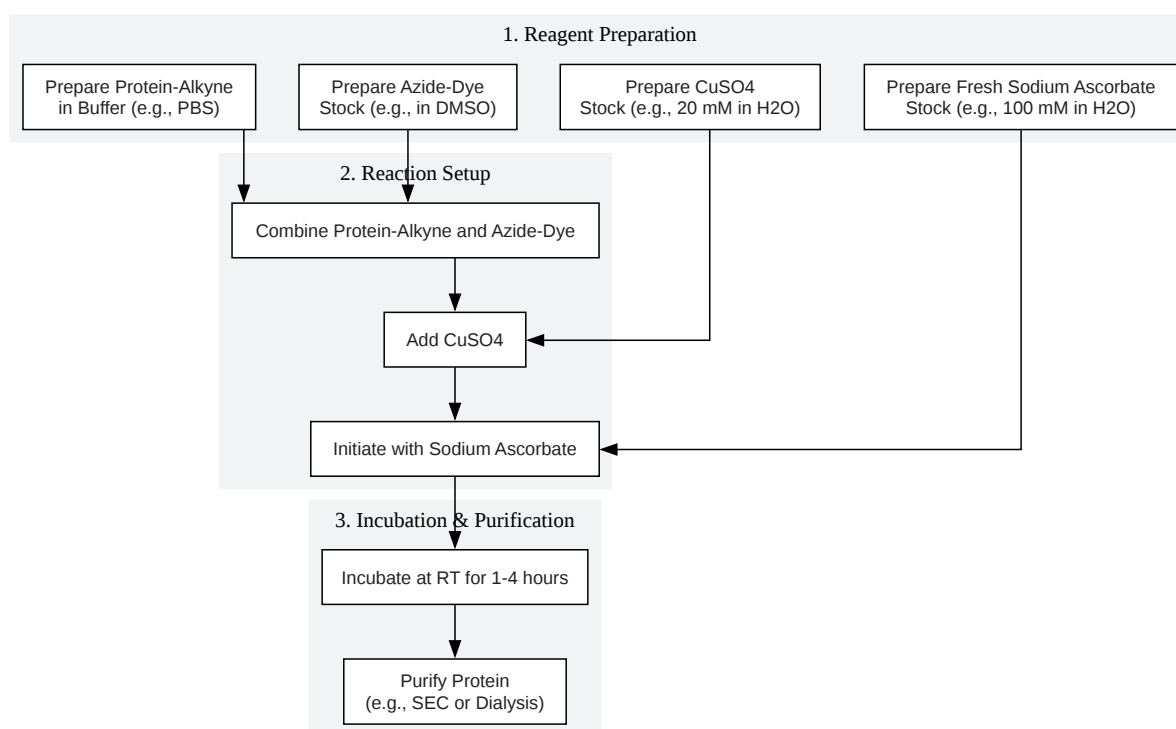 1. Reagent Preparation
Prepare Protein-Alkyne
in Buffer (e.g., PBS)
Prepare Azide-Dye
Stock (e.g., in DMSO)
Prepare CuSO4
Stock (e.g., 20 mM in H2O)
Prepare Fresh Sodium Ascorbate
Stock (e.g., 100 mM in H2O)
2. Reaction Setup
Combine Protein-Alkyne and Azide-Dye
Add CuSO4
Initiate with Sodium Ascorbate
3. Incubation & Purification
Incubate at RT for 1-4 hours
Purify Protein
(e.g., SEC or Dialysis)